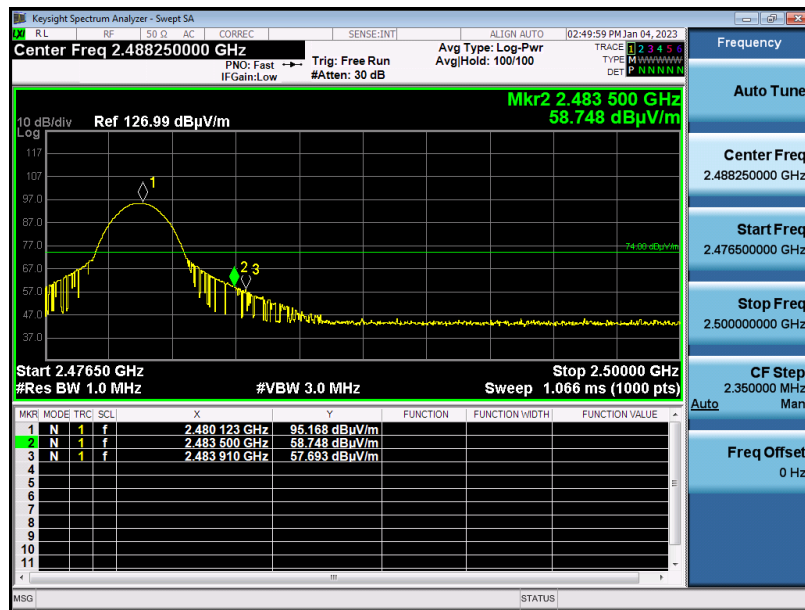 Keysight Spectrum Analyzer - Swept SA
LXI RL RF 50 Ω AC CORREC SENSE:INT ALIGN AUTO 02:49:59 PM Jan 04, 2023
Center Freq 2.488250000 GHz
PNO: Fast
IFGain:Low
Trig: Free Run
#Atten: 30 dB
Avg Type: Log-Pwr
Avg|Hold: 100/100
TRACE 1 2 3 4 5 6
TYPE M WWWWW
DET P N N N N N
Mkr2 2.483 500 GHz
58.748 dBµV/m
10 dB/div Ref 126.99 dBµV/m
Log
117
107
97.0
87.0
77.0
67.0
57.0
47.0
37.0
1
2
3
74.00 dBµV/m
Start 2.47650 GHz Stop 2.50000 GHz
#Res BW 1.0 MHz #VBW 3.0 MHz Sweep 1.066 ms (1000 pts)
MKR MODE TRC SCL X Y FUNCTION FUNCTION WIDTH FUNCTION VALUE
1 N 1 f 2.480 123 GHz 95.168 dBµV/m
2 N 1 f 2.483 500 GHz 58.748 dBµV/m
3 N 1 f 2.483 910 GHz 57.693 dBµV/m
4
5
6
7
8
9
10
11
MSG STATUS
Frequency
Auto Tune
Center Freq
2.488250000 GHz
Start Freq
2.476500000 GHz
Stop Freq
2.500000000 GHz
CF Step
2.350000 MHz
Auto Man
Freq Offset
0 Hz